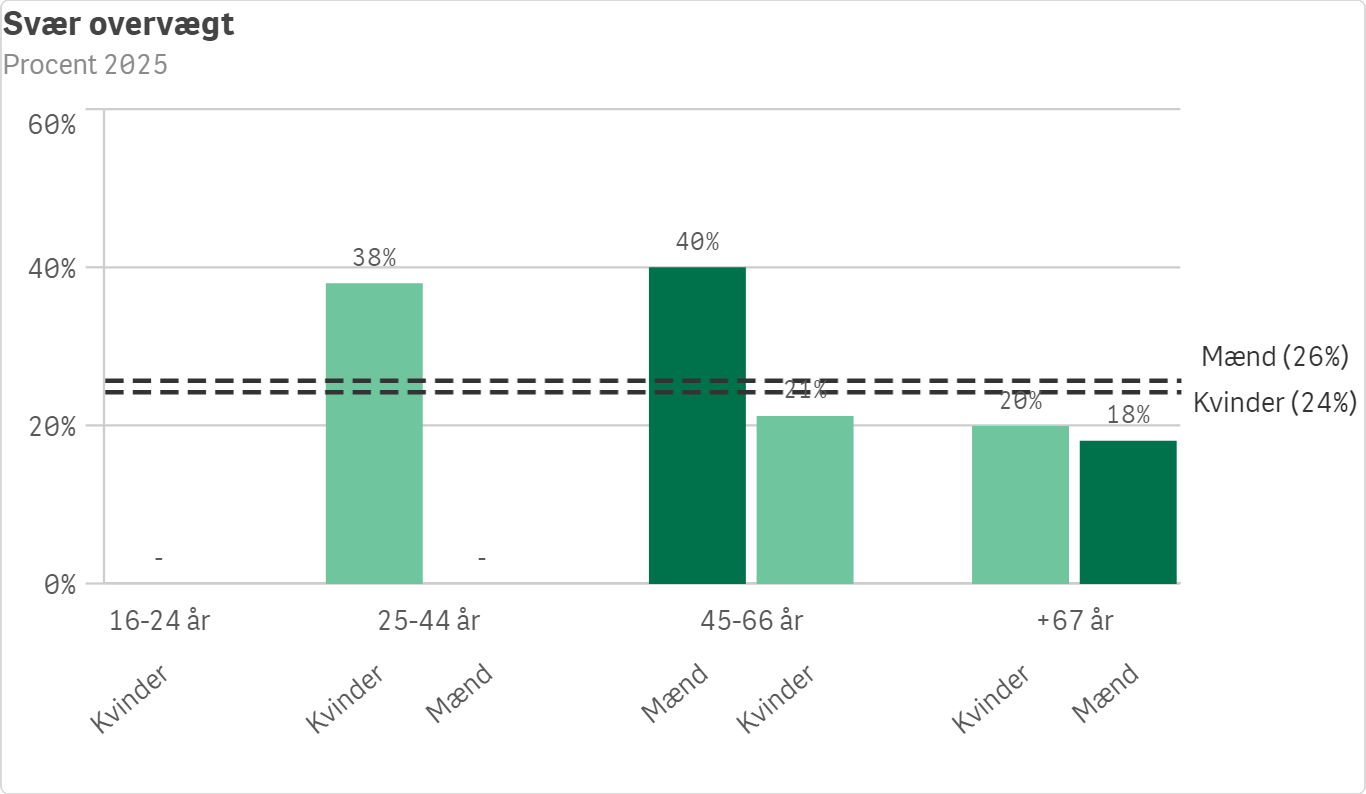 Svær overvægt
Procent 2025
60%
40%
20%
0%
-
38%
-
40%
21%
20%
18%
Mænd (26%)
Kvinder (24%)
16-24 år
25-44 år
45-66 år
+67 år
Kvinder
Kvinder
Mænd
Mænd
Kvinder
Kvinder
Mænd